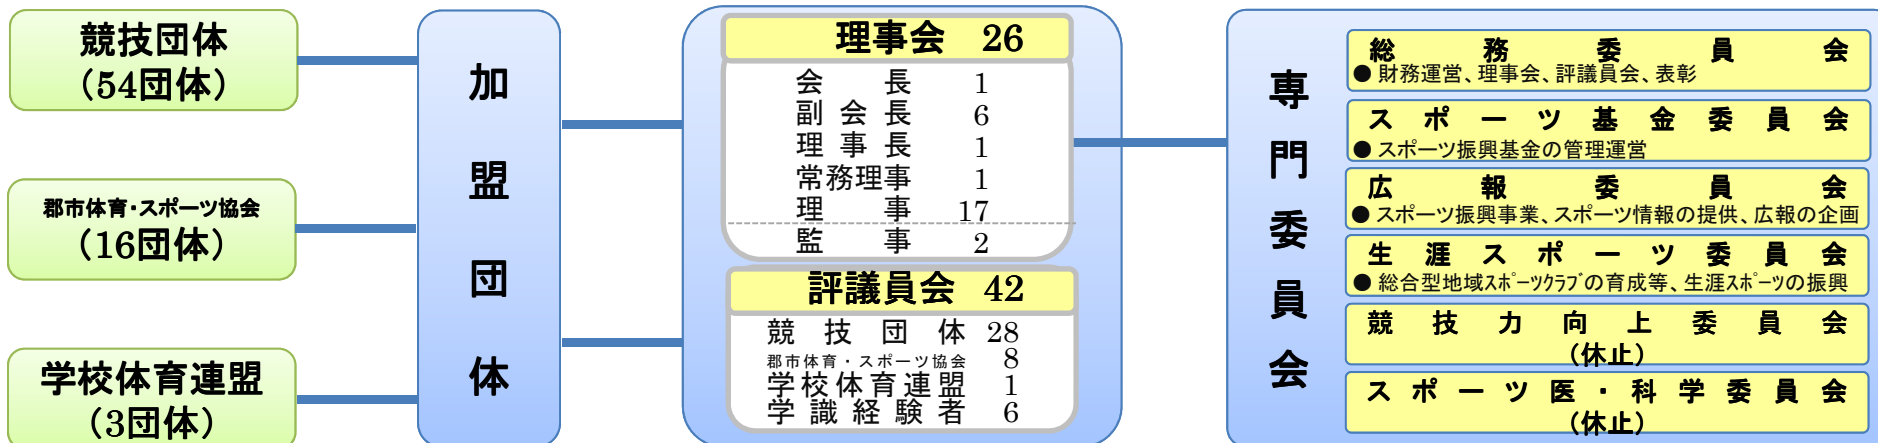 競技団体
（54団体）
郡市体育・スポーツ協会
（16団体）
学校体育連盟
（3団体）
加盟団体
理事会 26
会長 1
副会長 6
理事長 1
常務理事 1
理事 17
監事 2
評議員会 42
競技団体 28
郡市体育・スポーツ協会 8
学校体育連盟 1
学識経験者 6
専門委員会
総務委員会
● 財務運営、理事会、評議員会、表彰
スポーツ基金委員会
● スポーツ振興基金の管理運営
広報委員会
● スポーツ振興事業、スポーツ情報の提供、広報の企画
生涯スポーツ委員会
● 総合型地域ｽﾎﾟｰﾂｸﾗﾌﾞの育成等、生涯ｽﾎﾟｰﾂの振興
競技力向上委員会
（休止）
スポーツ医・科学委員会
（休止）